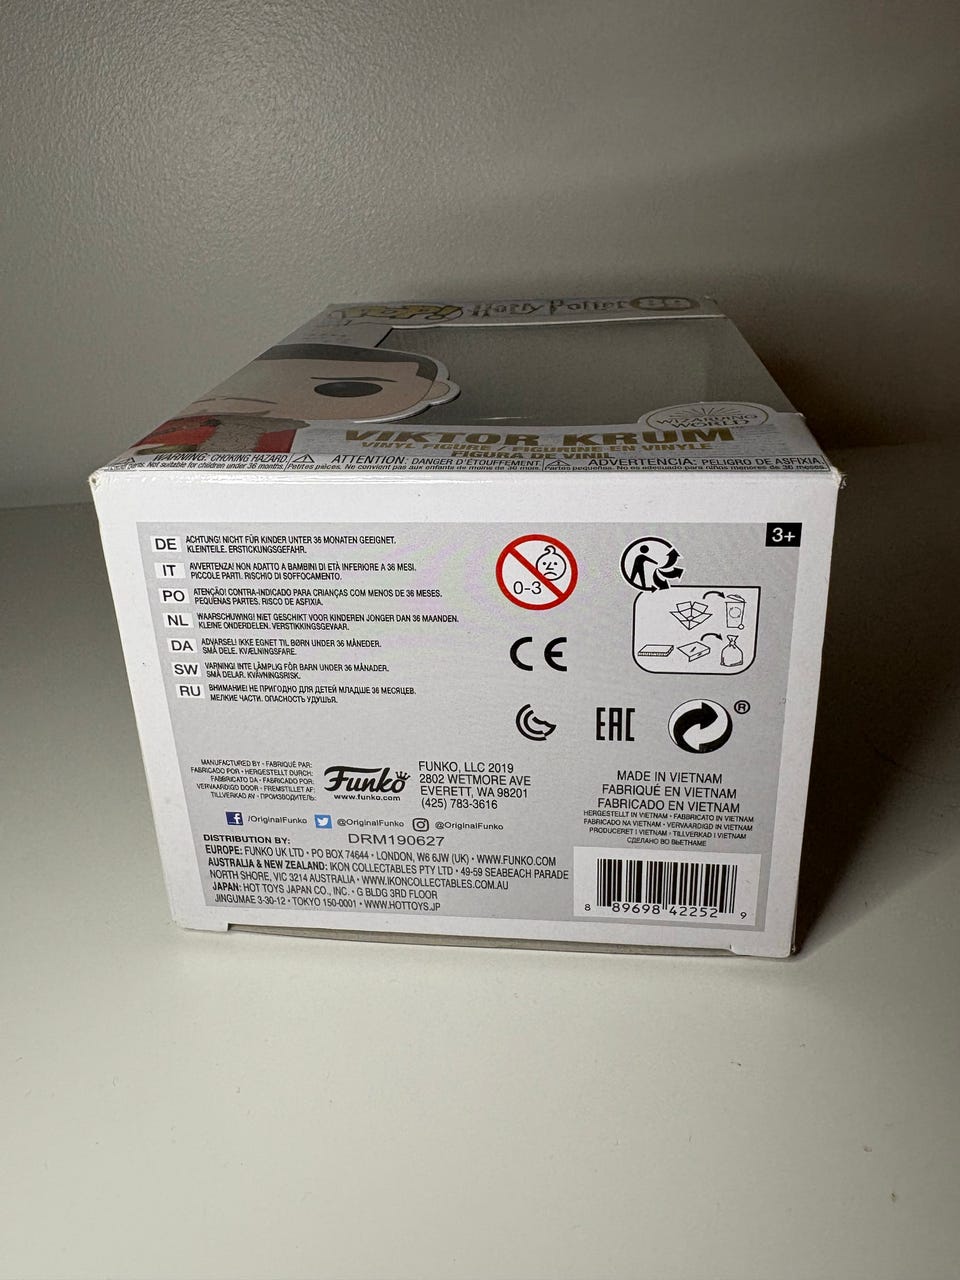 POP! Harry Potter 89
WIZARDING
WORLD
VIKTOR KRUM
VINYL FIGURE / FIGURINE EN VINYLE
FIGURA DE VINIL
WARNING: CHOKING HAZARD. ATTENTION: DANGER D'ÉTOUFFEMENT ADVERTENCIA: PELIGRO DE ASFIXIA.
parts. Not suitable for children under 36 months. Petites pièces. Ne convient pas aux enfants de moins de 36 mois. Partes pequeñas. No es adecuado para niños menores de 36 meses.
3+
DE ACHTUNG! NICHT FÜR KINDER UNTER 36 MONATEN GEEIGNET.
KLEINTEILE. ERSTICKUNGSGEFAHR.
IT AVVERTENZA! NON ADATTO A BAMBINI DI ETÀ INFERIORE A 36 MESI.
PICCOLE PARTI. RISCHIO DI SOFFOCAMENTO.
PO ATENÇÃO! CONTRA-INDICADO PARA CRIANÇAS COM MENOS DE 36 MESES.
PEQUENAS PARTES. RISCO DE ASFIXIA.
NL WAARSCHUWING! NIET GESCHIKT VOOR KINDEREN JONGER DAN 36 MAANDEN.
KLEINE ONDERDELEN. VERSTIKKINGSGEVAAR.
DA ADVARSEL! IKKE EGNET TIL BØRN UNDER 36 MÅNEDER.
SMÅ DELE. KVÆLNINGSFARE.
SW VARNING! INTE LÄMPLIG FÖR BARN UNDER 36 MÅNADER.
SMÅ DELAR. KVÄVNINGSRISK.
RU ВНИМАНИЕ! НЕ ПРИГОДНО ДЛЯ ДЕТЕЙ МЛАДШЕ 36 МЕСЯЦЕВ.
МЕЛКИЕ ЧАСТИ. ОПАСНОСТЬ УДУШЬЯ.
0-3
CE
EAC
®
MANUFACTURED BY • FABRIQUÉ PAR:
FABRICADO POR • HERGESTELLT DURCH:
FABBRICATO DA • FABRICADO POR:
VERVAARDIGD DOOR • FREMSTILLET AF:
TILLVERKAD AV • ПРОИЗВОДИТЕЛЬ:
Funko
www.funko.com
FUNKO, LLC 2019
2802 WETMORE AVE
EVERETT, WA 98201
(425) 783-3616
/OriginalFunko @OriginalFunko @OriginalFunko
DRM190627
DISTRIBUTION BY:
EUROPE: FUNKO UK LTD • PO BOX 74644 • LONDON, W6 6JW (UK) • WWW.FUNKO.COM
AUSTRALIA & NEW ZEALAND: IKON COLLECTABLES PTY LTD • 49-59 SEABEACH PARADE
NORTH SHORE, VIC 3214 AUSTRALIA • WWW.IKONCOLLECTABLES.COM.AU
JAPAN: HOT TOYS JAPAN CO., INC. • G BLDG 3RD FLOOR
JINGUMAE 3-30-12 • TOKYO 150-0001 • WWW.HOTTOYS.JP
MADE IN VIETNAM
FABRIQUÉ EN VIETNAM
FABRICADO EN VIETNAM
HERGESTELLT IN VIETNAM • FABBRICATO IN VIETNAM
FABRICADO NA VIETNAM • VERVAARDIGD IN VIETNAM
PRODUCERET I VIETNAM • TILLVERKAD I VIETNAM
СДЕЛАНО ВО ВЬЕТНАМЕ
8 89698 42252 9